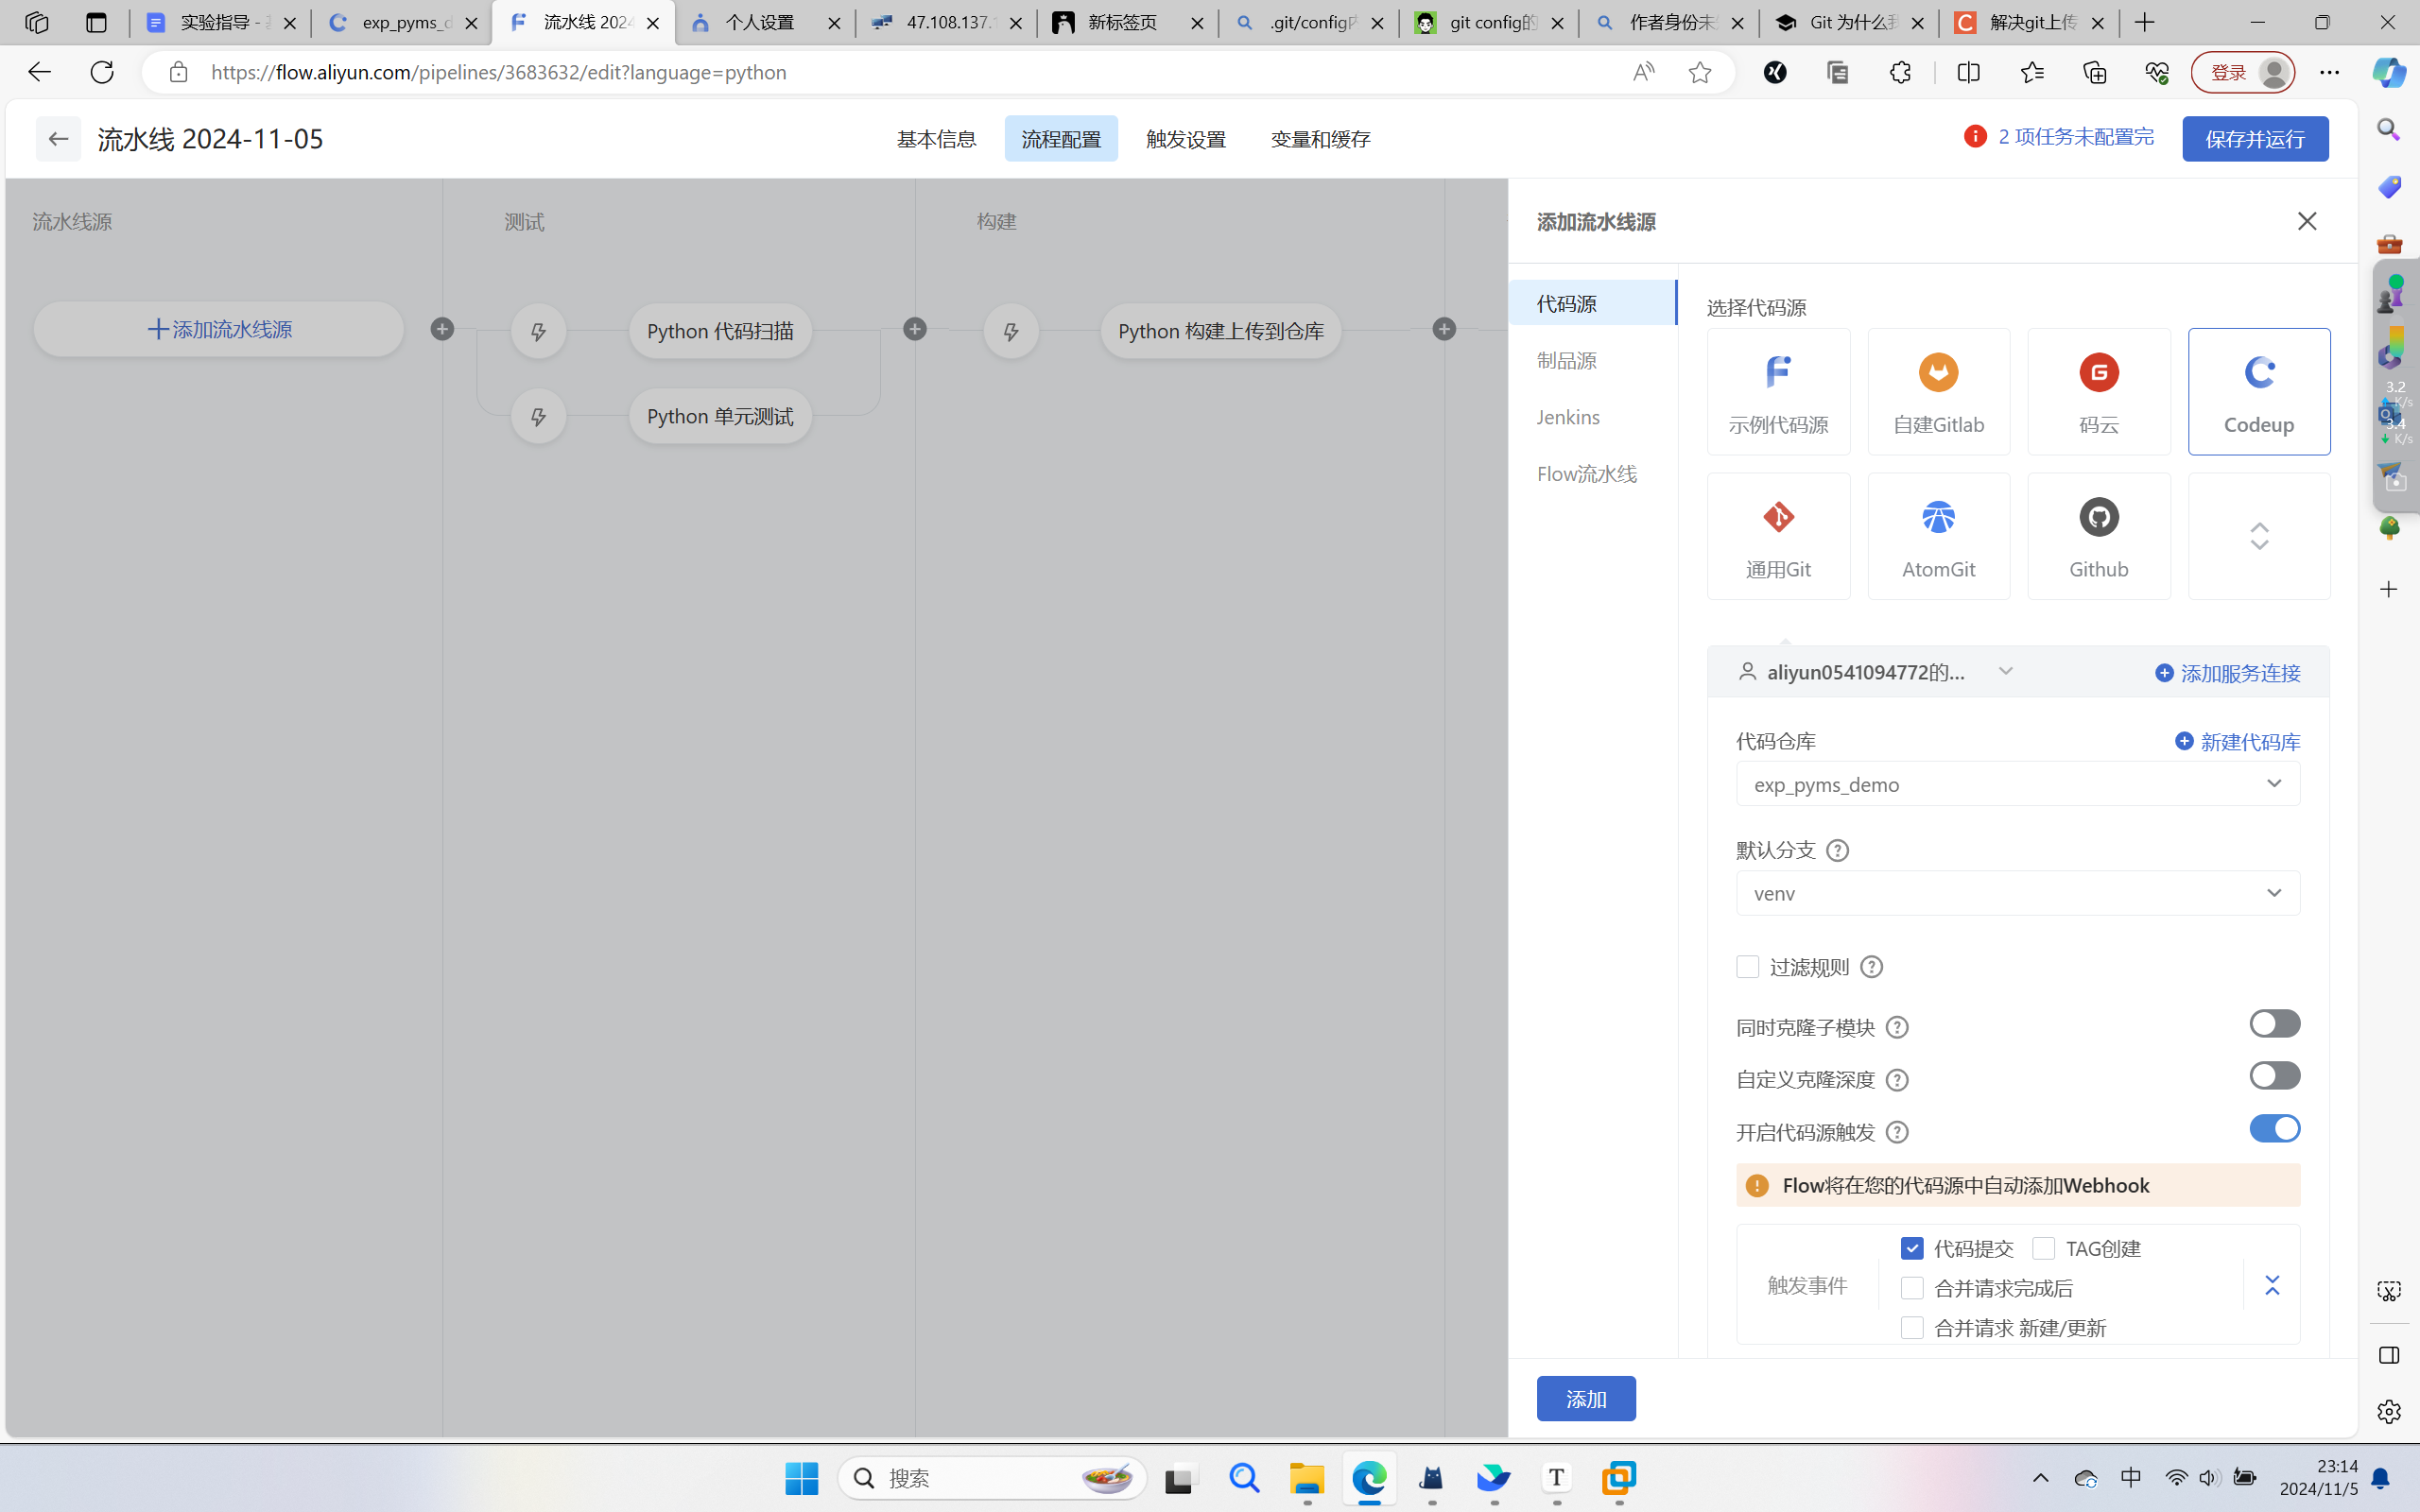 实验指导 -
exp_pyms_d
流水线 2024
个人设置
47.108.137.1
新标签页
.git/config内
git config的
作者身份未
Git 为什么我
解决git上传
https://flow.aliyun.com/pipelines/3683632/edit?language=python
登录
流水线 2024-11-05
基本信息
流程配置
触发设置
变量和缓存
2 项任务未配置完
保存并运行
流水线源
测试
构建
添加流水线源
Python 代码扫描
Python 单元测试
Python 构建上传到仓库
添加流水线源
代码源
制品源
Jenkins
Flow流水线
选择代码源
示例代码源
自建Gitlab
码云
Codeup
通用Git
AtomGit
Github
aliyun0541094772的...
添加服务连接
代码仓库
新建代码库
exp_pyms_demo
默认分支
venv
过滤规则
同时克隆子模块
自定义克隆深度
开启代码源触发
Flow将在您的代码源中自动添加Webhook
触发事件
代码提交
TAG创建
合并请求完成后
合并请求 新建/更新
添加
3.2
K/s
3.4
K/s
搜索
中
23:14
2024/11/5